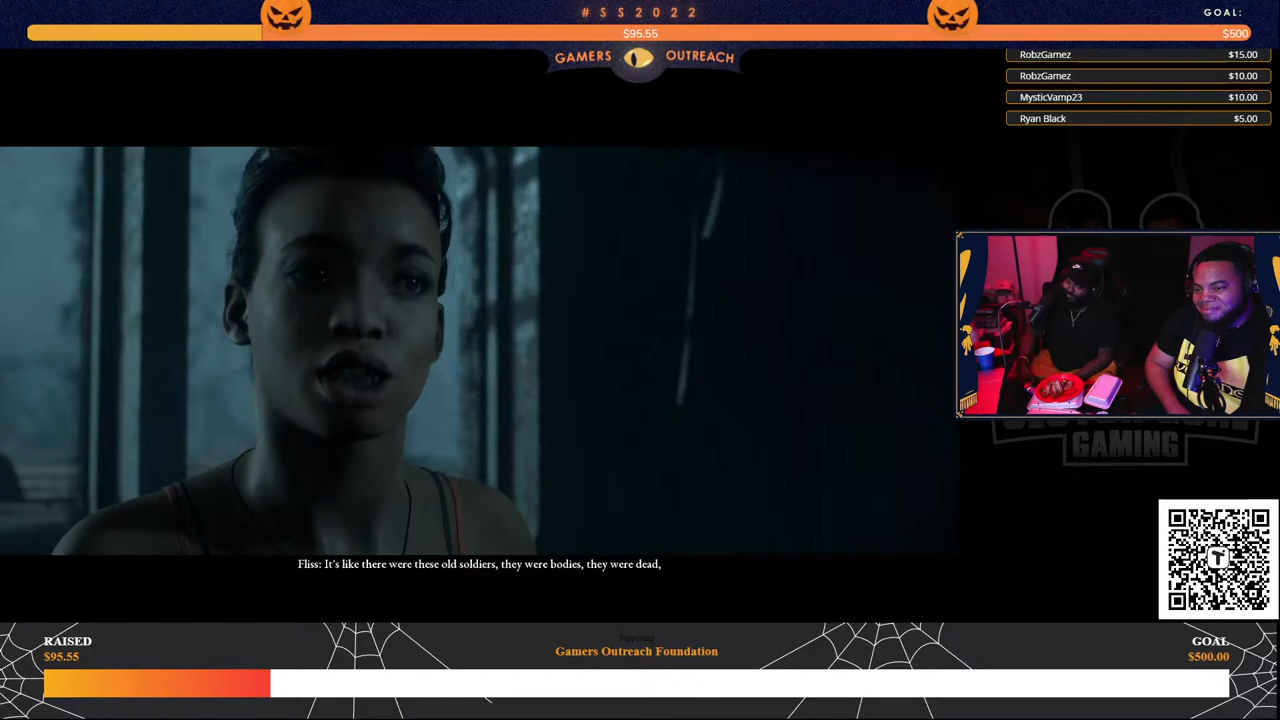 #SS2022
GOAL:
$95.55
$500
GAMERS OUTREACH
RobzGamez $15.00
RobzGamez $10.00
MysticVamp23 $10.00
Ryan Black $5.00
GAMING
Fliss: It's like there were these old soldiers, they were bodies, they were dead,
RAISED
$95.55
Supporting
Gamers Outreach Foundation
GOAL
$500.00